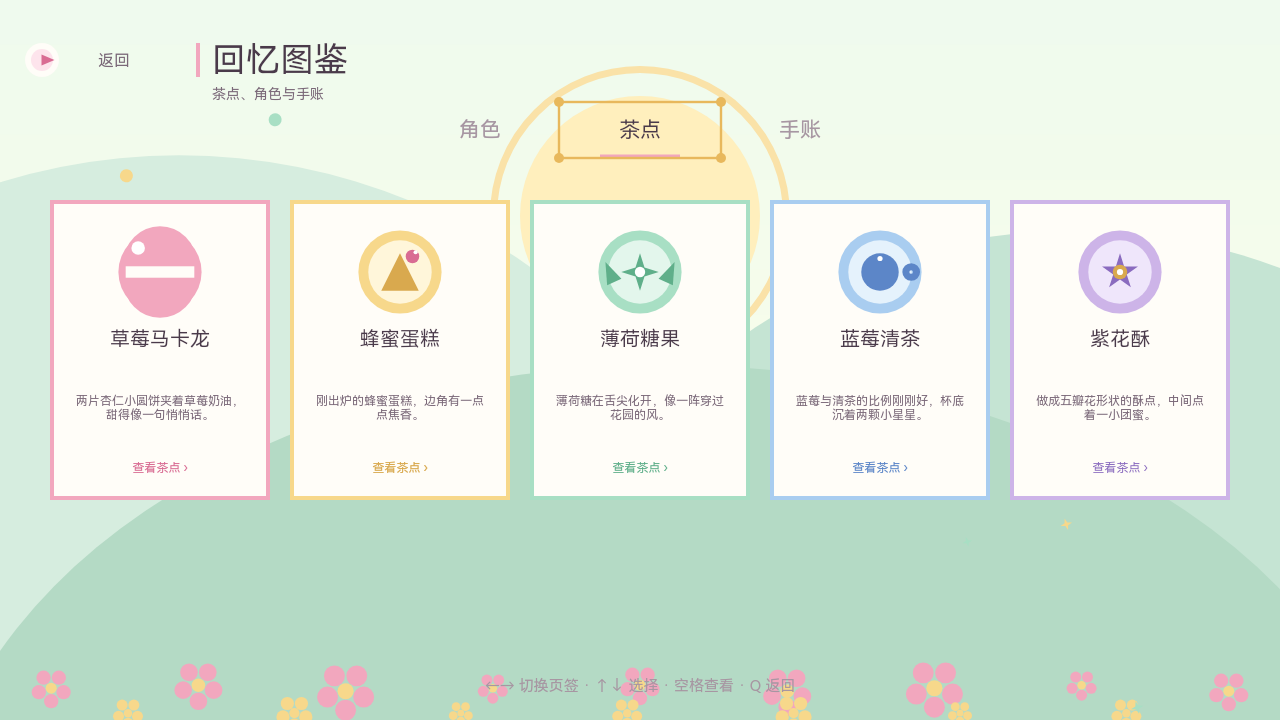 返回
回忆图鉴
茶点、角色与手账
角色
茶点
手账
草莓马卡龙
两片杏仁小圆饼夹着草莓奶油，
甜得像一句悄悄话。
查看茶点 ›
蜂蜜蛋糕
刚出炉的蜂蜜蛋糕，边角有一点
点焦香。
查看茶点 ›
薄荷糖果
薄荷糖在舌尖化开，像一阵穿过
花园的风。
查看茶点 ›
蓝莓清茶
蓝莓与清茶的比例刚刚好，杯底
沉着两颗小星星。
查看茶点 ›
紫花酥
做成五瓣花形状的酥点，中间点
着一小团蜜。
查看茶点 ›
←→ 切换页签 · ↑↓ 选择 · 空格查看 · Q 返回